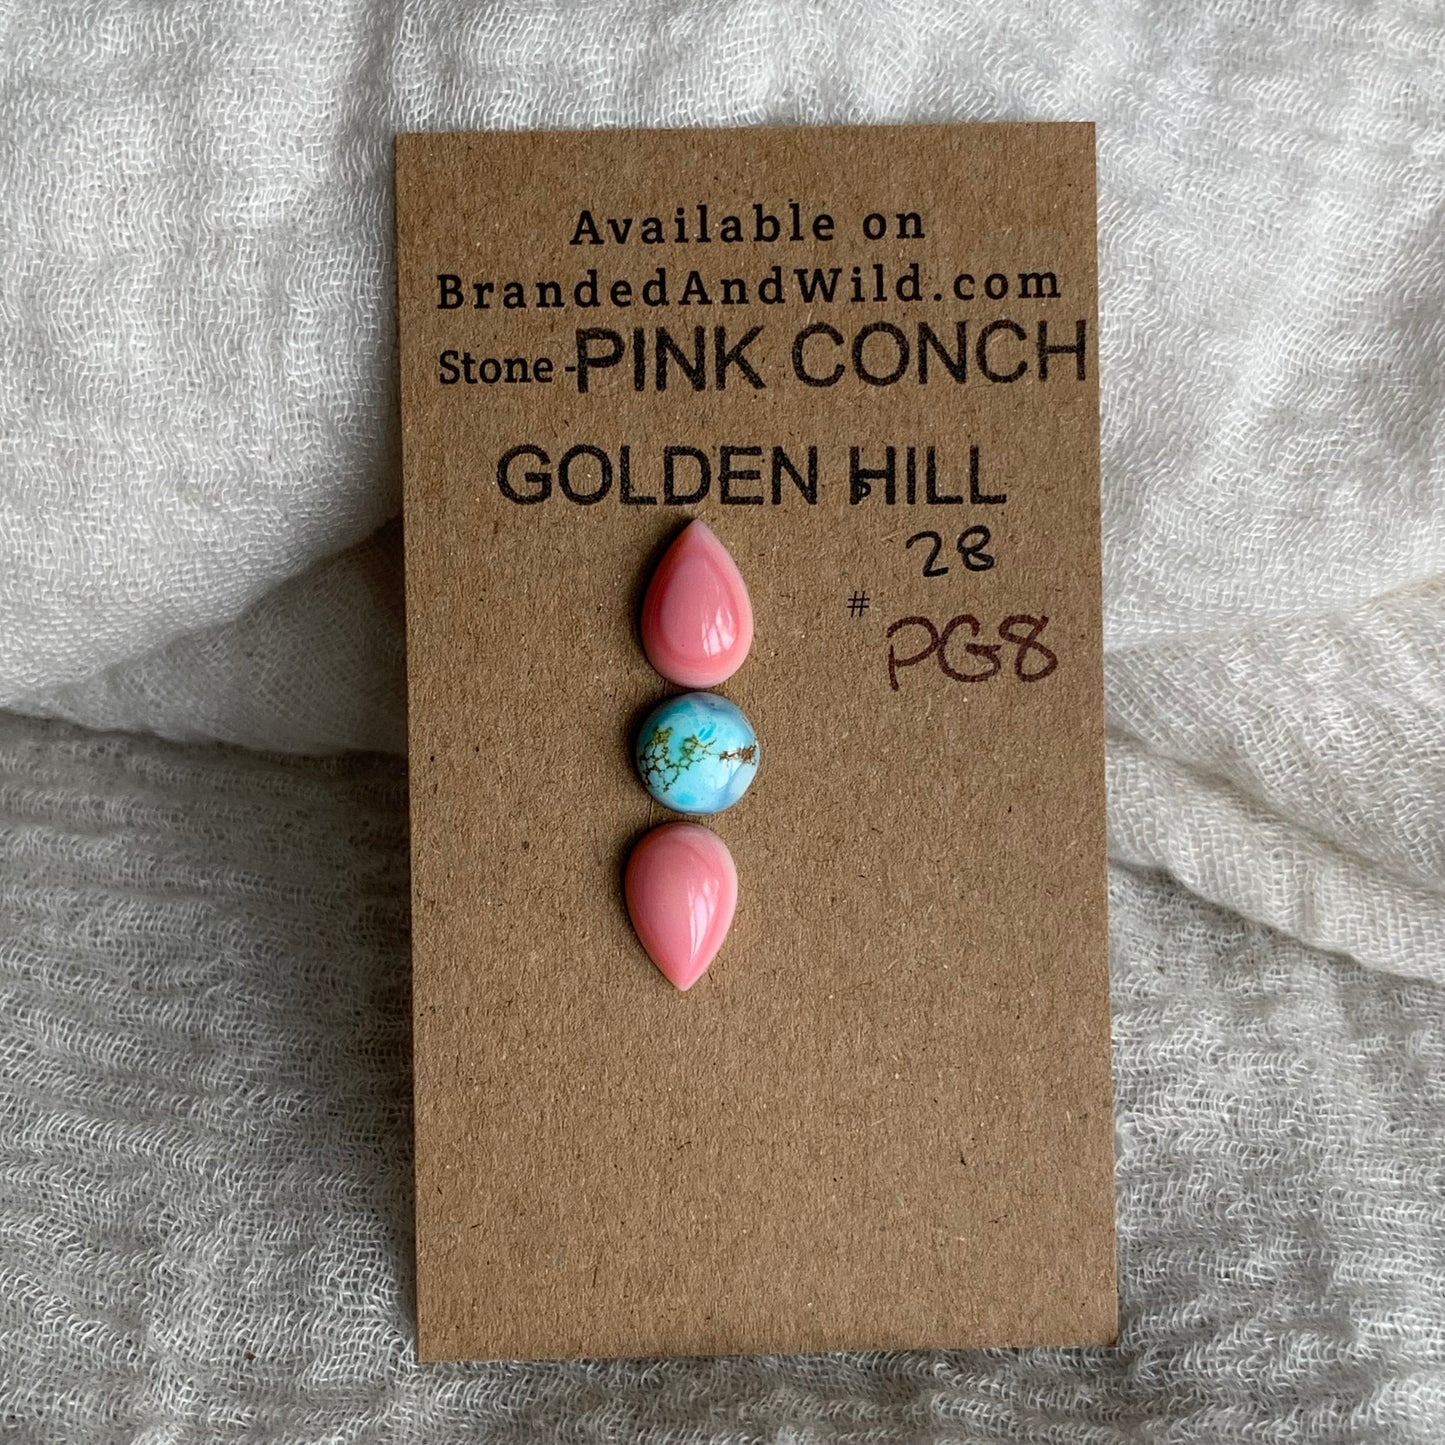 Available on
BrandedAndWild.com
Stone - PINK CONCH
GOLDEN HILL
28
# PG8